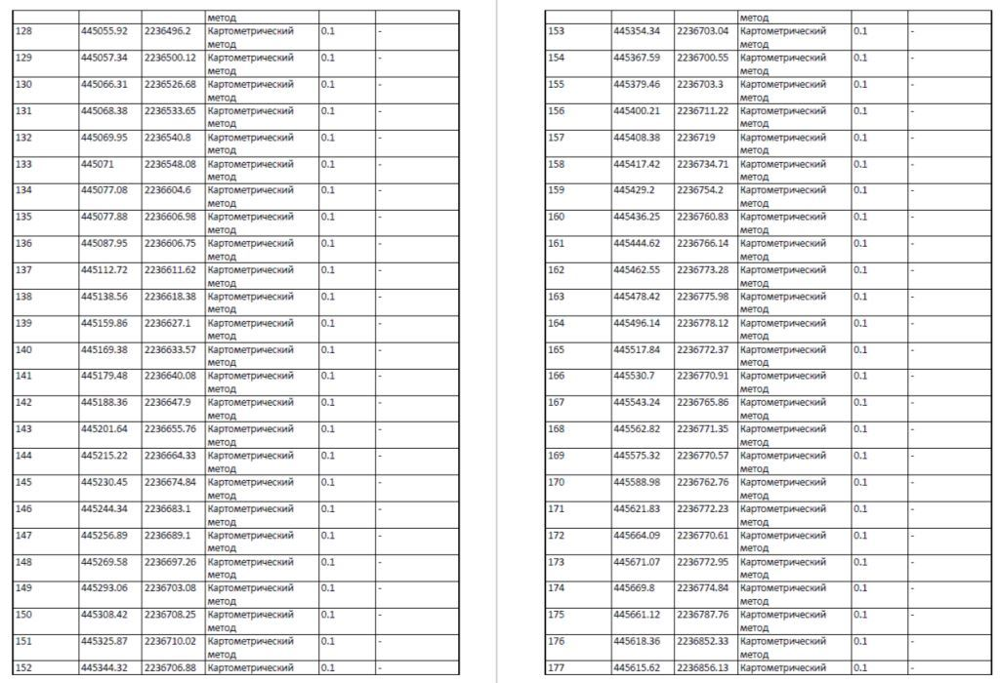 метод
128 445055.92 2236496.2 Картометрический 0.1 -
метод
129 445057.34 2236500.12 Картометрический 0.1 -
метод
130 445066.31 2236526.68 Картометрический 0.1 -
метод
131 445068.38 2236533.65 Картометрический 0.1 -
метод
132 445069.95 2236540.8 Картометрический 0.1 -
метод
133 445071 2236548.08 Картометрический 0.1 -
метод
134 445077.08 2236604.6 Картометрический 0.1 -
метод
135 445077.88 2236606.98 Картометрический 0.1 -
метод
136 445087.95 2236606.75 Картометрический 0.1 -
метод
137 445112.72 2236611.62 Картометрический 0.1 -
метод
138 445138.56 2236618.38 Картометрический 0.1 -
метод
139 445159.86 2236627.1 Картометрический 0.1 -
метод
140 445169.38 2236633.57 Картометрический 0.1 -
метод
141 445179.48 2236640.08 Картометрический 0.1 -
метод
142 445188.36 2236647.9 Картометрический 0.1 -
метод
143 445201.64 2236655.76 Картометрический 0.1 -
метод
144 445215.22 2236664.33 Картометрический 0.1 -
метод
145 445230.45 2236674.84 Картометрический 0.1 -
метод
146 445244.34 2236683.1 Картометрический 0.1 -
метод
147 445256.89 2236689.1 Картометрический 0.1 -
метод
148 445269.58 2236697.26 Картометрический 0.1 -
метод
149 445293.06 2236703.08 Картометрический 0.1 -
метод
150 445308.42 2236708.25 Картометрический 0.1 -
метод
151 445325.87 2236710.02 Картометрический 0.1 -
метод
152 445344.32 2236706.88 Картометрический 0.1 -
метод
153 445354.34 2236703.04 Картометрический 0.1 -
метод
154 445367.59 2236700.55 Картометрический 0.1 -
метод
155 445379.46 2236703.3 Картометрический 0.1 -
метод
156 445400.21 2236711.22 Картометрический 0.1 -
метод
157 445408.38 2236719 Картометрический 0.1 -
метод
158 445417.42 2236734.71 Картометрический 0.1 -
метод
159 445429.2 2236754.2 Картометрический 0.1 -
метод
160 445436.25 2236760.83 Картометрический 0.1 -
метод
161 445444.62 2236766.14 Картометрический 0.1 -
метод
162 445462.55 2236773.28 Картометрический 0.1 -
метод
163 445478.42 2236775.98 Картометрический 0.1 -
метод
164 445496.14 2236778.12 Картометрический 0.1 -
метод
165 445517.84 2236772.37 Картометрический 0.1 -
метод
166 445530.7 2236770.91 Картометрический 0.1 -
метод
167 445543.24 2236765.86 Картометрический 0.1 -
метод
168 445562.82 2236771.35 Картометрический 0.1 -
метод
169 445575.32 2236770.57 Картометрический 0.1 -
метод
170 445588.98 2236762.76 Картометрический 0.1 -
метод
171 445621.83 2236772.23 Картометрический 0.1 -
метод
172 445664.09 2236770.61 Картометрический 0.1 -
метод
173 445671.07 2236772.95 Картометрический 0.1 -
метод
174 445669.8 2236774.84 Картометрический 0.1 -
метод
175 445661.12 2236787.76 Картометрический 0.1 -
метод
176 445618.36 2236852.33 Картометрический 0.1 -
метод
177 445615.62 2236856.13 Картометрический 0.1 -